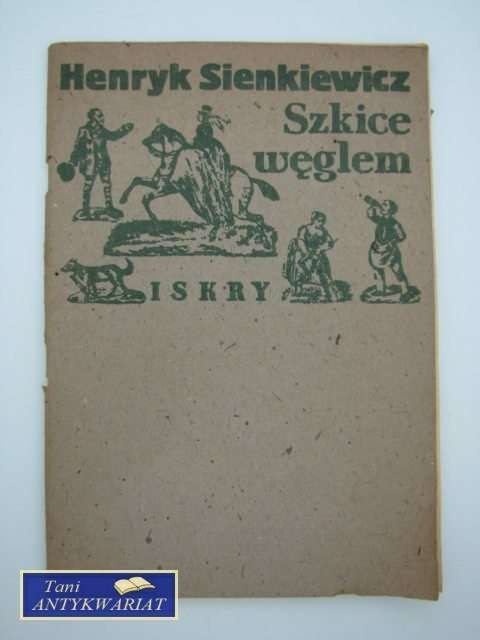 Henryk Sienkiewicz
Szkice
węglem
ISKRY
Tani
ANTYKWARIAT